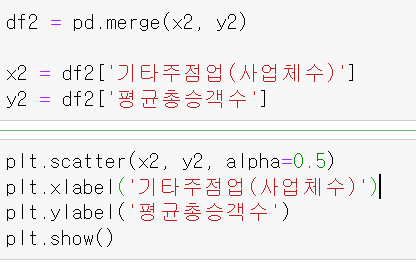 df2 = pd.merge(x2, y2)
x2 = df2['기타주점업(사업체수)']
y2 = df2['평균총승객수']
plt.scatter(x2, y2, alpha=0.5)
plt.xlabel('기타주점업(사업체수)')
plt.ylabel('평균총승객수')
plt.show()